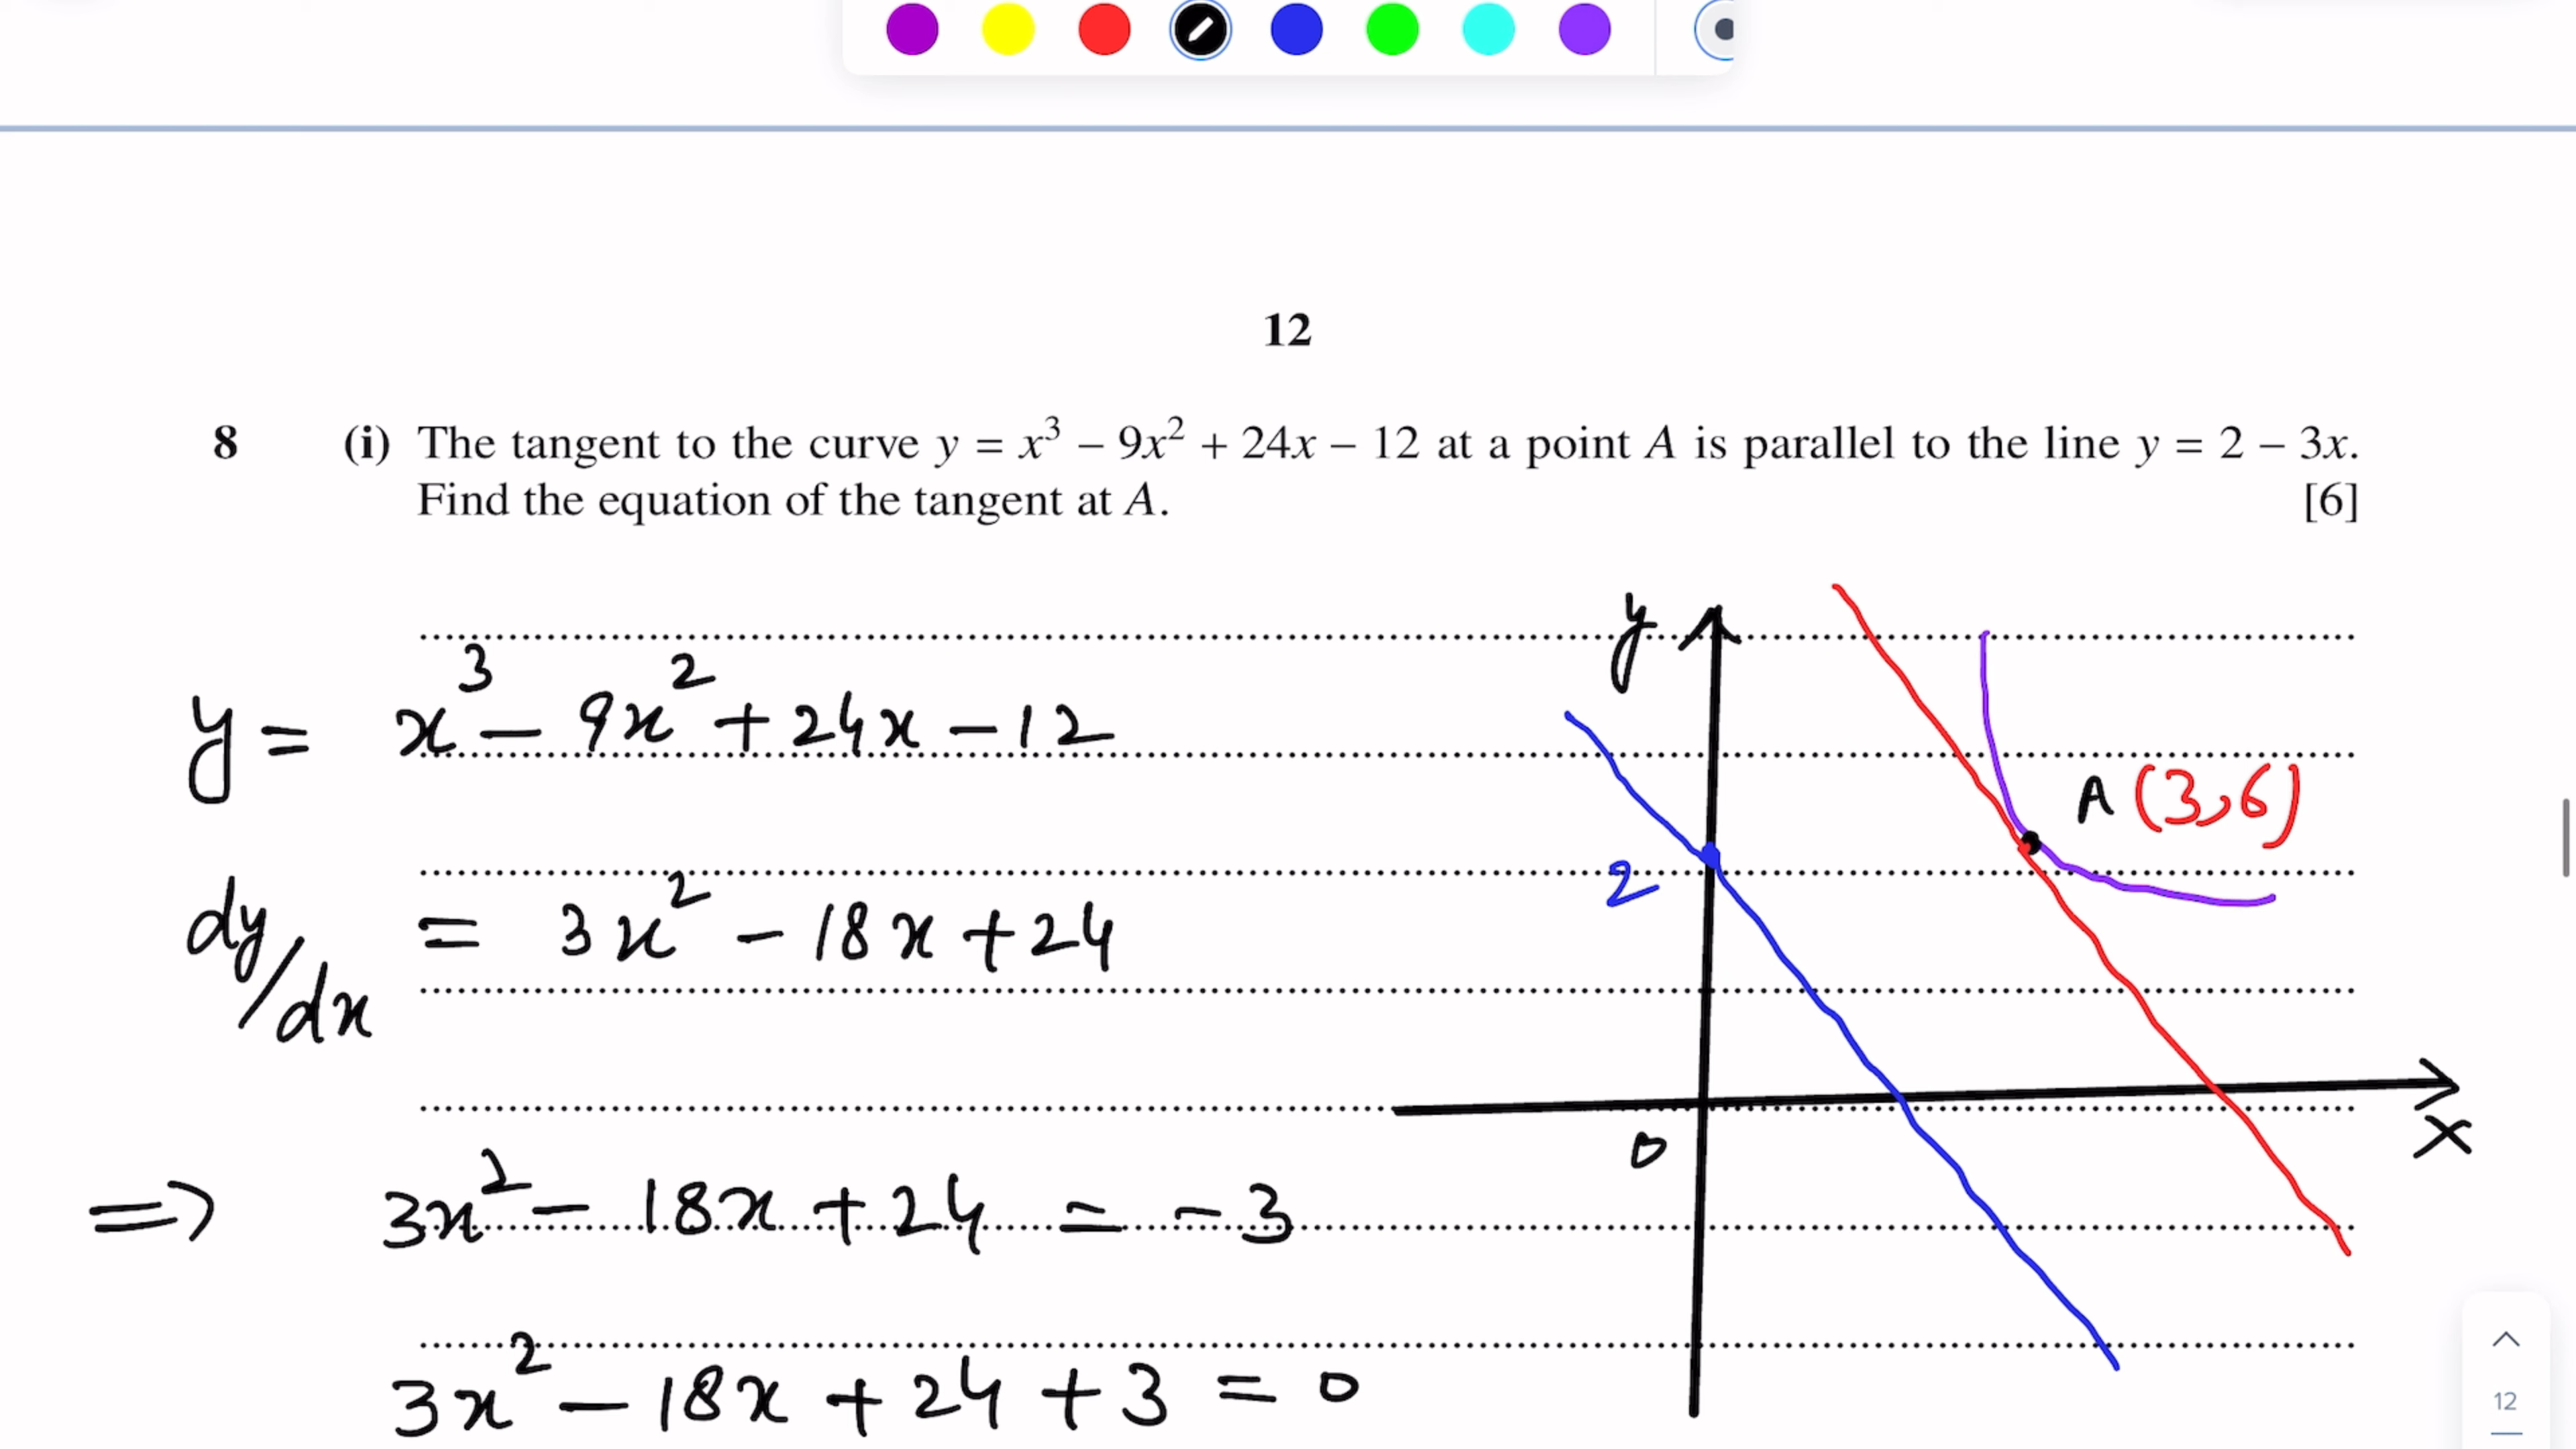 12
8 (i) The tangent to the curve y = x³ − 9x² + 24x − 12 at a point A is parallel to the line y = 2 − 3x.
Find the equation of the tangent at A. [6]
y = x³ − 9x² + 24x − 12
dy/dx = 3x² − 18x + 24
⇒ 3x² − 18x + 24 = −3
3x² − 18x + 24 + 3 = 0
y
A (3,6)
2
0
x
12